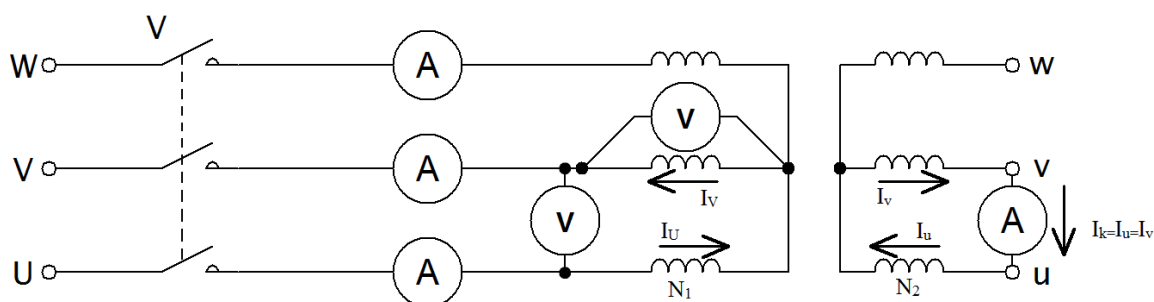 V
W A w
v
V A I_V I_v v
v I_U I_u A I_k=I_u=I_v
U A N_1 N_2 u